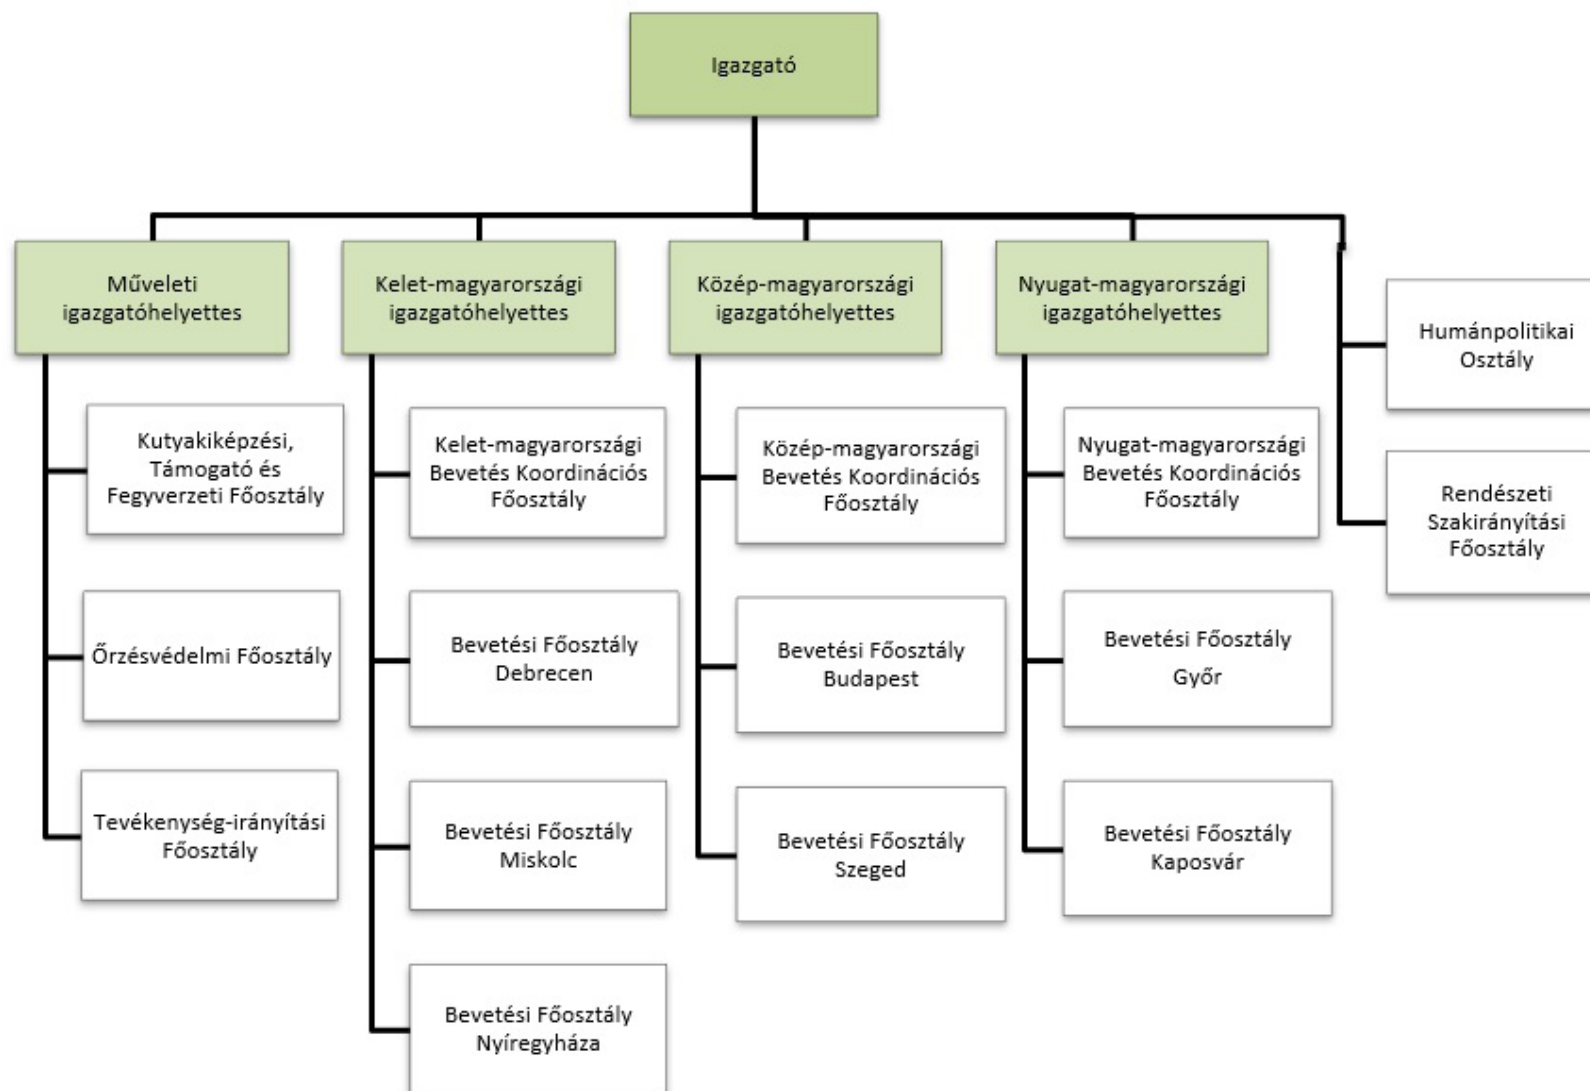 Igazgató
Műveleti
igazgatóhelyettes
Kelet-magyarországi
igazgatóhelyettes
Közép-magyarországi
igazgatóhelyettes
Nyugat-magyarországi
igazgatóhelyettes
Humánpolitikai
Osztály
Rendészeti
Szakirányítási
Főosztály
Kutyakiképzési,
Támogató és
Fegyverzeti Főosztály
Őrzésvédelmi Főosztály
Tevékenység-irányítási
Főosztály
Kelet-magyarországi
Bevetés Koordinációs
Főosztály
Bevetési Főosztály
Debrecen
Bevetési Főosztály
Miskolc
Bevetési Főosztály
Nyíregyháza
Közép-magyarországi
Bevetés Koordinációs
Főosztály
Bevetési Főosztály
Budapest
Bevetési Főosztály
Szeged
Nyugat-magyarországi
Bevetés Koordinációs
Főosztály
Bevetési Főosztály
Győr
Bevetési Főosztály
Kaposvár